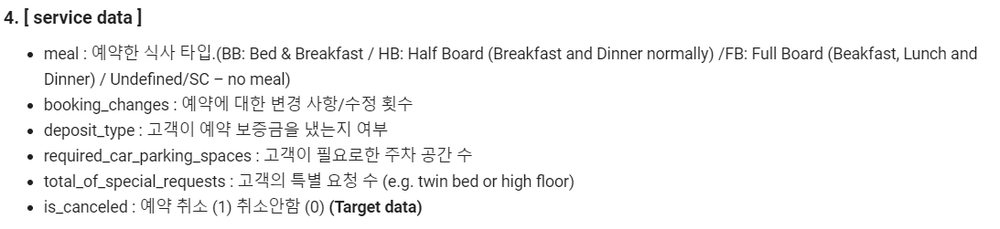 4. [ service data ]
• meal : 예약한 식사 타입.(BB: Bed & Breakfast / HB: Half Board (Breakfast and Dinner normally) /FB: Full Board (Beakfast, Lunch and
Dinner) / Undefined/SC – no meal)
• booking_changes : 예약에 대한 변경 사항/수정 횟수
• deposit_type : 고객이 예약 보증금을 냈는지 여부
• required_car_parking_spaces : 고객이 필요로한 주차 공간 수
• total_of_special_requests : 고객의 특별 요청 수 (e.g. twin bed or high floor)
• is_canceled : 예약 취소 (1) 취소안함 (0) (Target data)